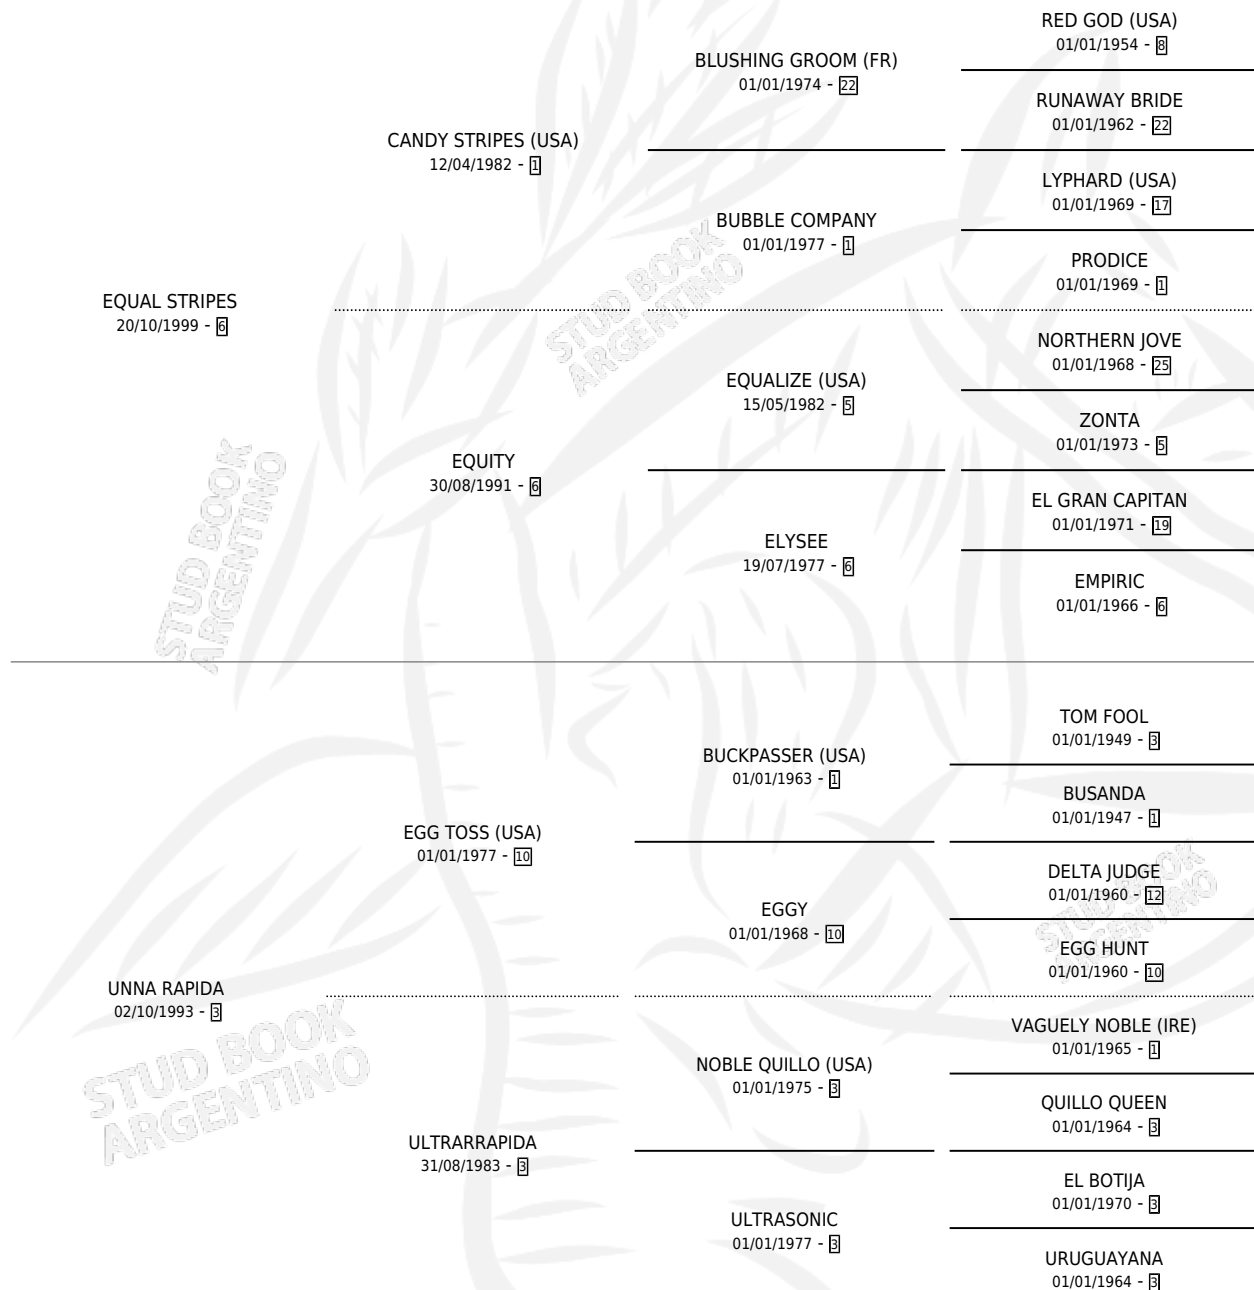 RED GOD (USA)
01/01/1954 - 8
BLUSHING GROOM (FR)
01/01/1974 - 22
RUNAWAY BRIDE
01/01/1962 - 22
CANDY STRIPES (USA)
12/04/1982 - 1
LYPHARD (USA)
01/01/1969 - 17
BUBBLE COMPANY
01/01/1977 - 1
PRODICE
01/01/1969 - 1
EQUAL STRIPES
20/10/1999 - 6
STUD BOOK
ARGENTINO
NORTHERN JOVE
01/01/1968 - 25
EQUALIZE (USA)
15/05/1982 - 5
ZONTA
01/01/1973 - 5
EQUITY
30/08/1991 - 6
EL GRAN CAPITAN
01/01/1971 - 19
ELYSEE
19/07/1977 - 6
EMPIRIC
01/01/1966 - 6
STUD BOOK
ARGENTINO
TOM FOOL
01/01/1949 - 3
BUCKPASSER (USA)
01/01/1963 - 1
BUSANDA
01/01/1947 - 1
EGG TOSS (USA)
01/01/1977 - 10
DELTA JUDGE
01/01/1960 - 12
STUD BOOK
ARGENTINO
EGGY
01/01/1968 - 10
EGG HUNT
01/01/1960 - 10
UNNA RAPIDA
02/10/1993 - 3
STUD BOOK
ARGENTINO
VAGUELY NOBLE (IRE)
01/01/1965 - 1
NOBLE QUILLO (USA)
01/01/1975 - 3
QUILLO QUEEN
01/01/1964 - 3
ULTRARRAPIDA
31/08/1983 - 3
EL BOTIJA
01/01/1970 - 3
ULTRASONIC
01/01/1977 - 3
URUGUAYANA
01/01/1964 - 3